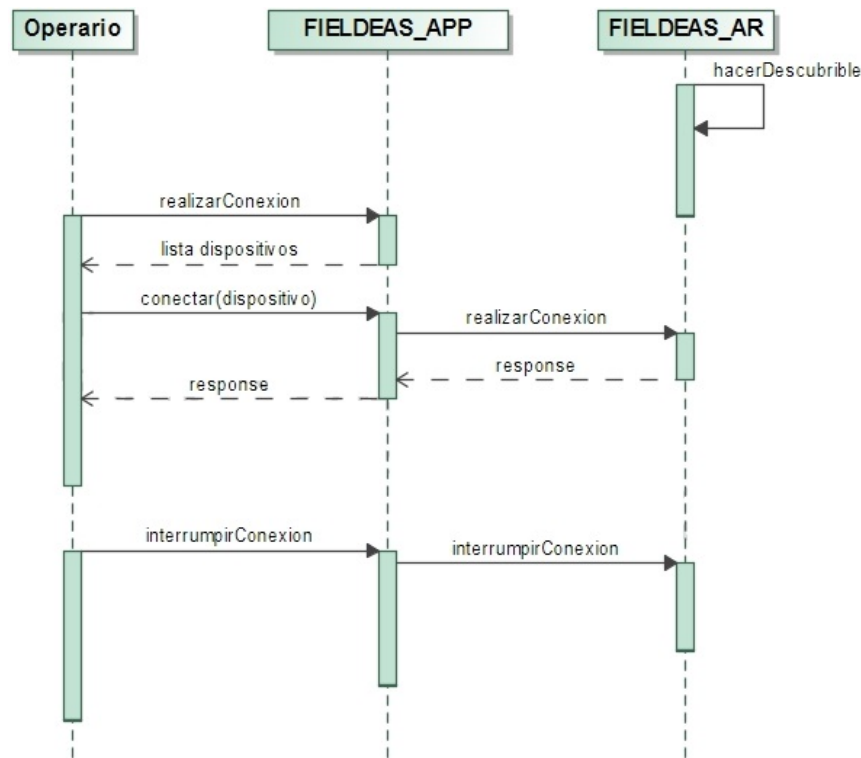 Operario
FIELDEAS_APP
FIELDEAS_AR
hacerDescubrible
realizarConexion
lista dispositivos
conectar(dispositivo)
realizarConexion
response
response
interrumpirConexion
interrumpirConexion